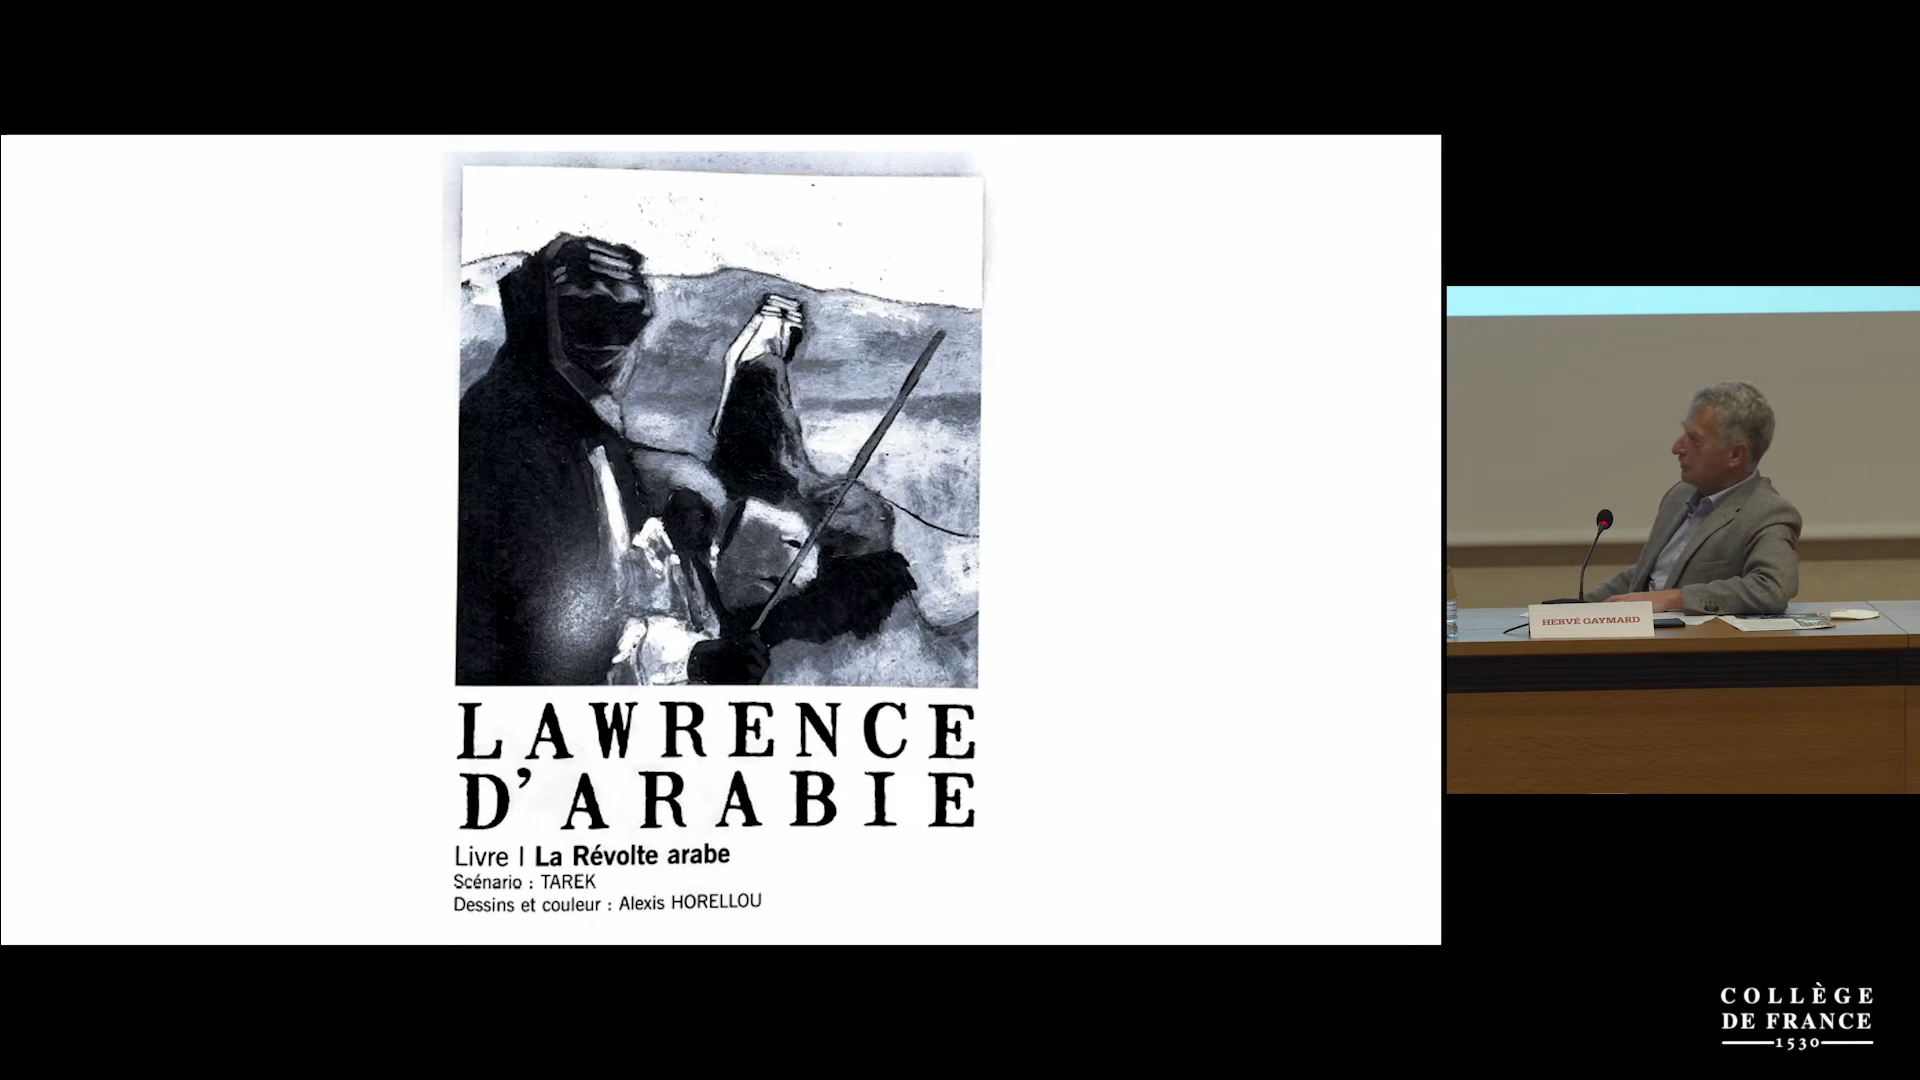 LAWRENCE
D'ARABIE
Livre I La Révolte arabe
Scénario : TAREK
Dessins et couleur : Alexis HORELLOU
HERVÉ GAYMARD
COLLÈGE
DE FRANCE
1530